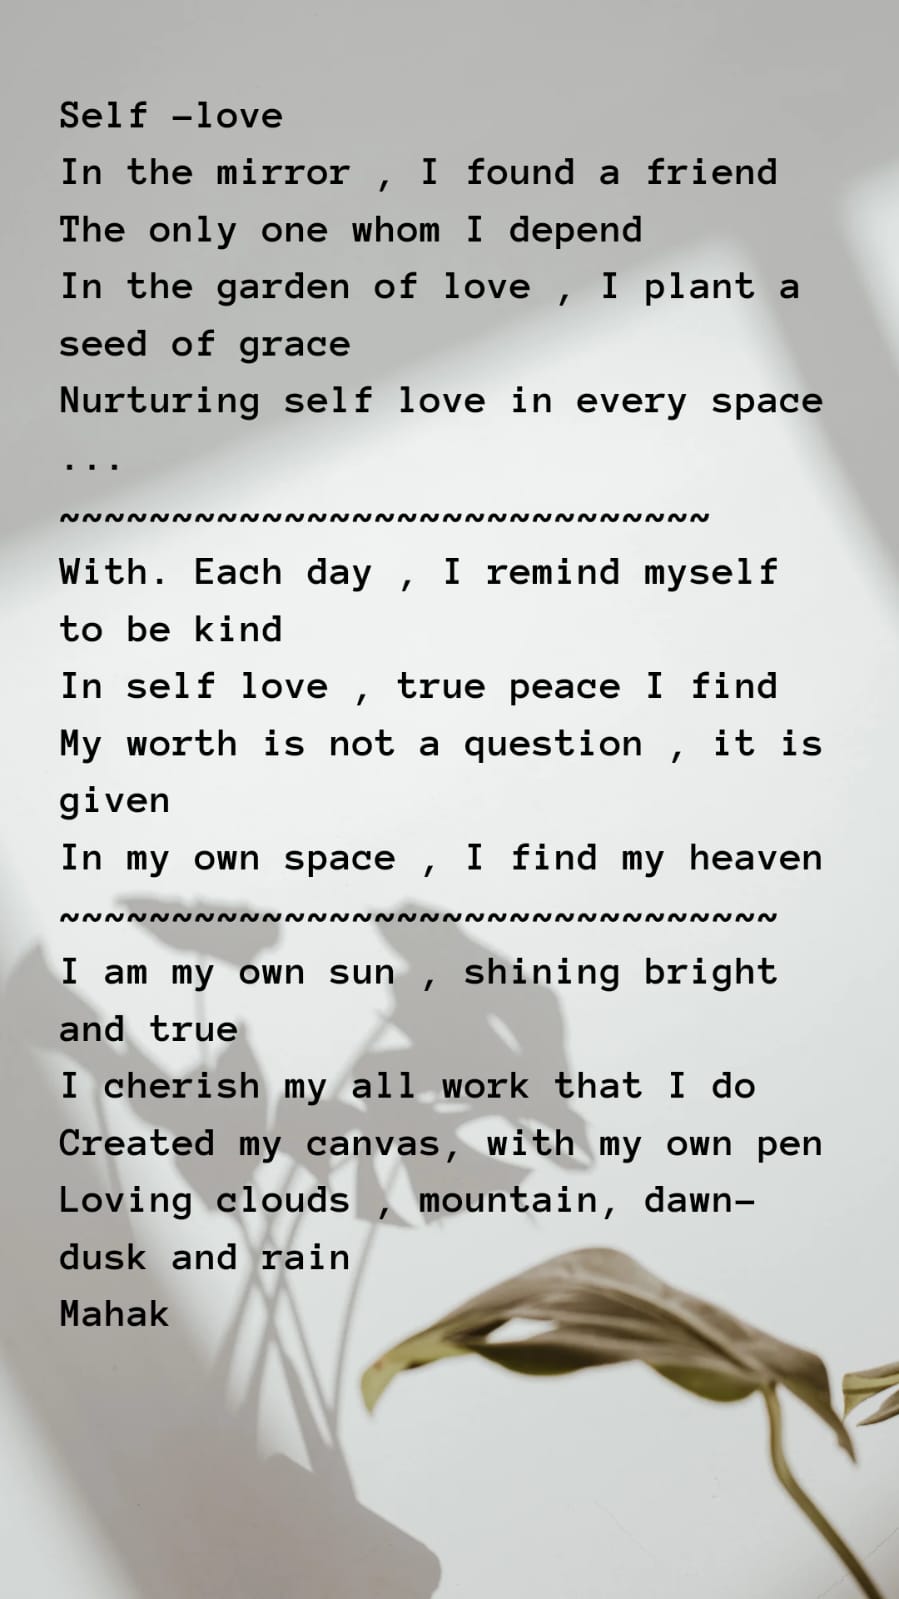 Self -love
In the mirror , I found a friend
The only one whom I depend
In the garden of love , I plant a
seed of grace
Nurturing self love in every space
...
~~~~~~~~~~~~~~~~~~~~~~~~~~~~~
With. Each day , I remind myself
to be kind
In self love , true peace I find
My worth is not a question , it is
given
In my own space , I find my heaven
~~~~~~~~~~~~~~~~~~~~~~~~~~~~~~~~
I am my own sun , shining bright
and true
I cherish my all work that I do
Created my canvas, with my own pen
Loving clouds , mountain, dawn-
dusk and rain
Mahak